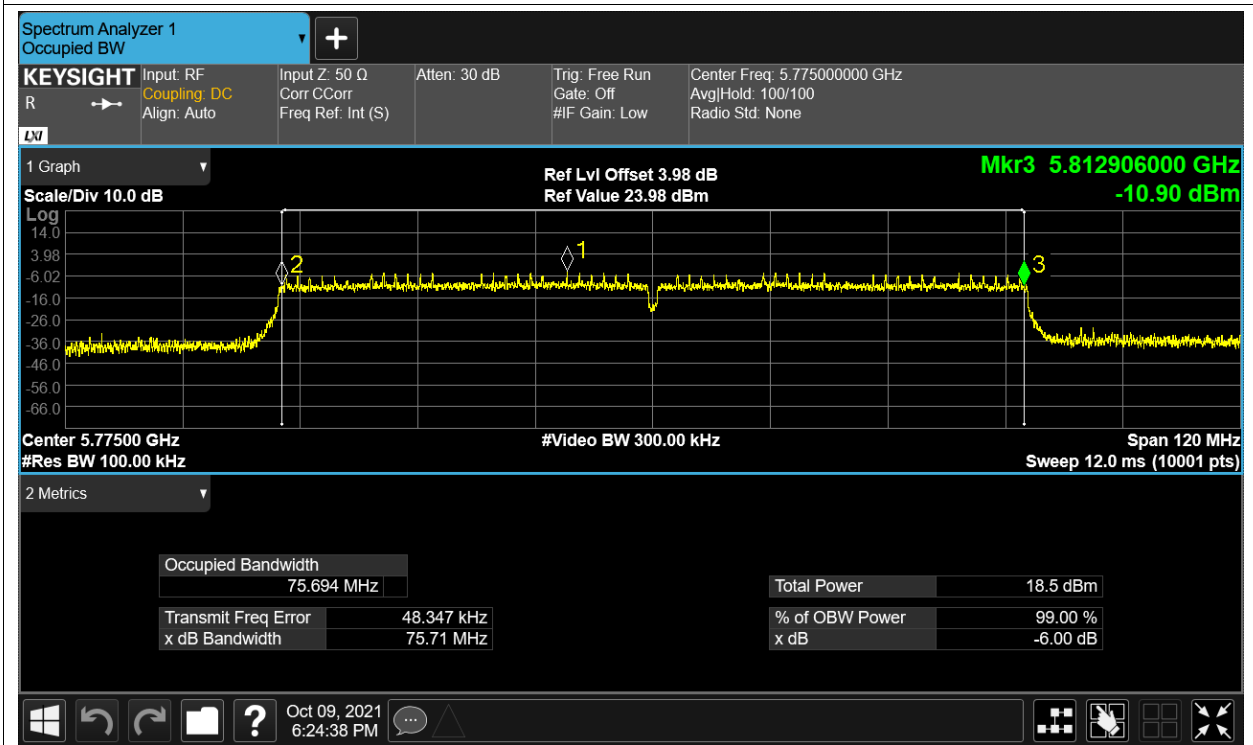 Spectrum Analyzer 1
Occupied BW
KEYSIGHT
R
LXI
Input: RF
Coupling: DC
Align: Auto
Input Z: 50 Ω
Corr CCorr
Freq Ref: Int (S)
Atten: 30 dB
Trig: Free Run
Gate: Off
#IF Gain: Low
Center Freq: 5.775000000 GHz
Avg|Hold: 100/100
Radio Std: None
1 Graph
Scale/Div 10.0 dB
Ref Lvl Offset 3.98 dB
Ref Value 23.98 dBm
Mkr3 5.812906000 GHz
-10.90 dBm
Log
14.0
3.98
-6.02
-16.0
-26.0
-36.0
-46.0
-56.0
-66.0
1
2
3
Center 5.77500 GHz
#Res BW 100.00 kHz
#Video BW 300.00 kHz
Span 120 MHz
Sweep 12.0 ms (10001 pts)
2 Metrics
Occupied Bandwidth
75.694 MHz
Transmit Freq Error 48.347 kHz
x dB Bandwidth 75.71 MHz
Total Power 18.5 dBm
% of OBW Power 99.00 %
x dB -6.00 dB
?
Oct 09, 2021
6:24:38 PM